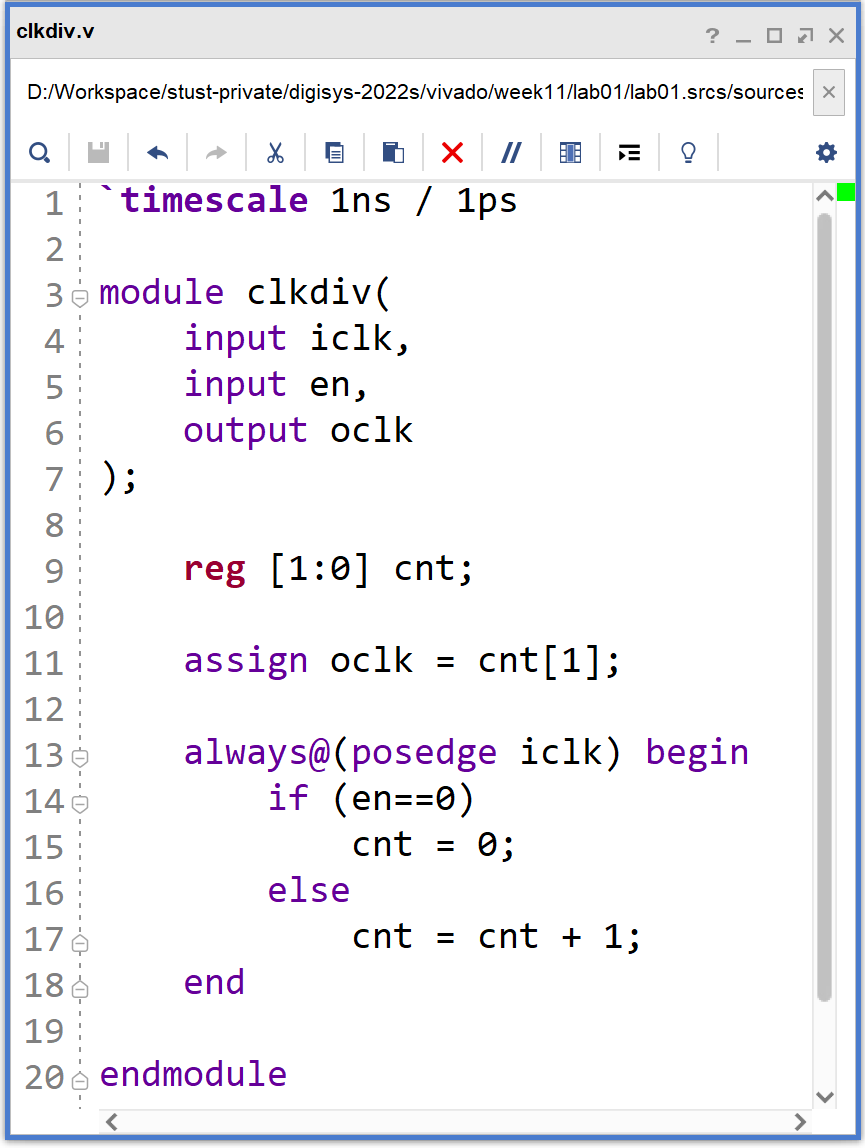 clkdiv.v
D:/Workspace/stust-private/digisys-2022s/vivado/week11/lab01/lab01.srcs/sources
1 `timescale 1ns / 1ps
2
3 module clkdiv(
4     input iclk,
5     input en,
6     output oclk
7 );
8
9     reg [1:0] cnt;
10
11     assign oclk = cnt[1];
12
13     always@(posedge iclk) begin
14         if (en==0)
15             cnt = 0;
16         else
17             cnt = cnt + 1;
18     end
19
20 endmodule